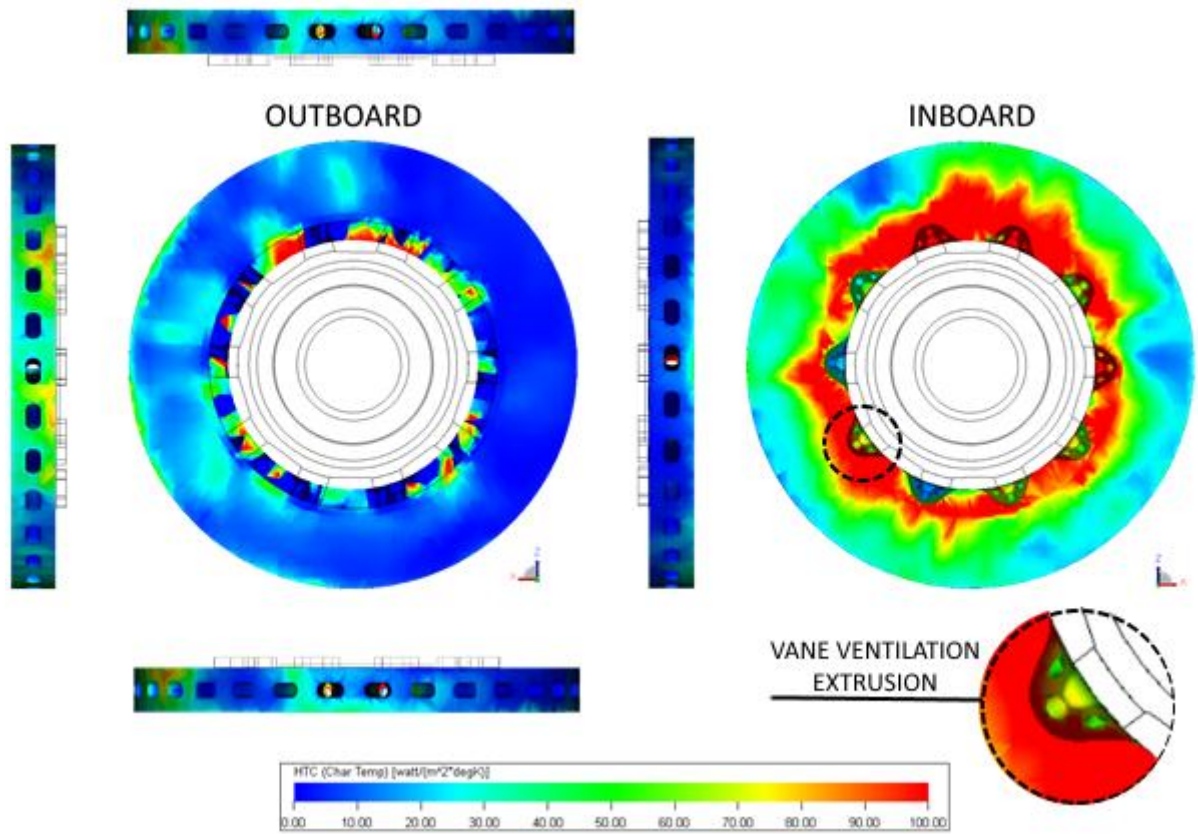 OUTBOARD
INBOARD
VANE VENTILATION
EXTRUSION
HTC (Char Temp) [watt/(m^2*degK)]
0.00 10.00 20.00 30.00 40.00 50.00 60.00 70.00 80.00 90.00 100.00